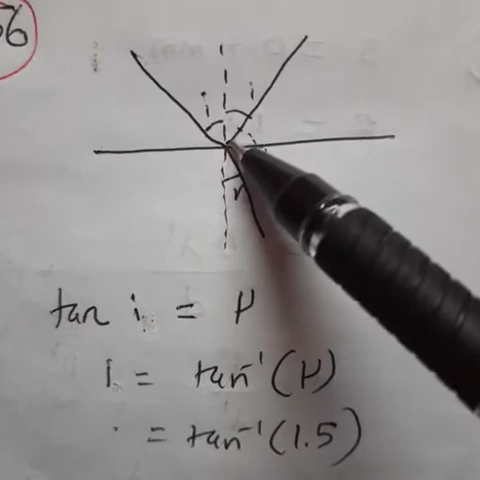 56
i i
r
tan i = μ
i = tan⁻¹(μ)
= tan⁻¹(1.5)